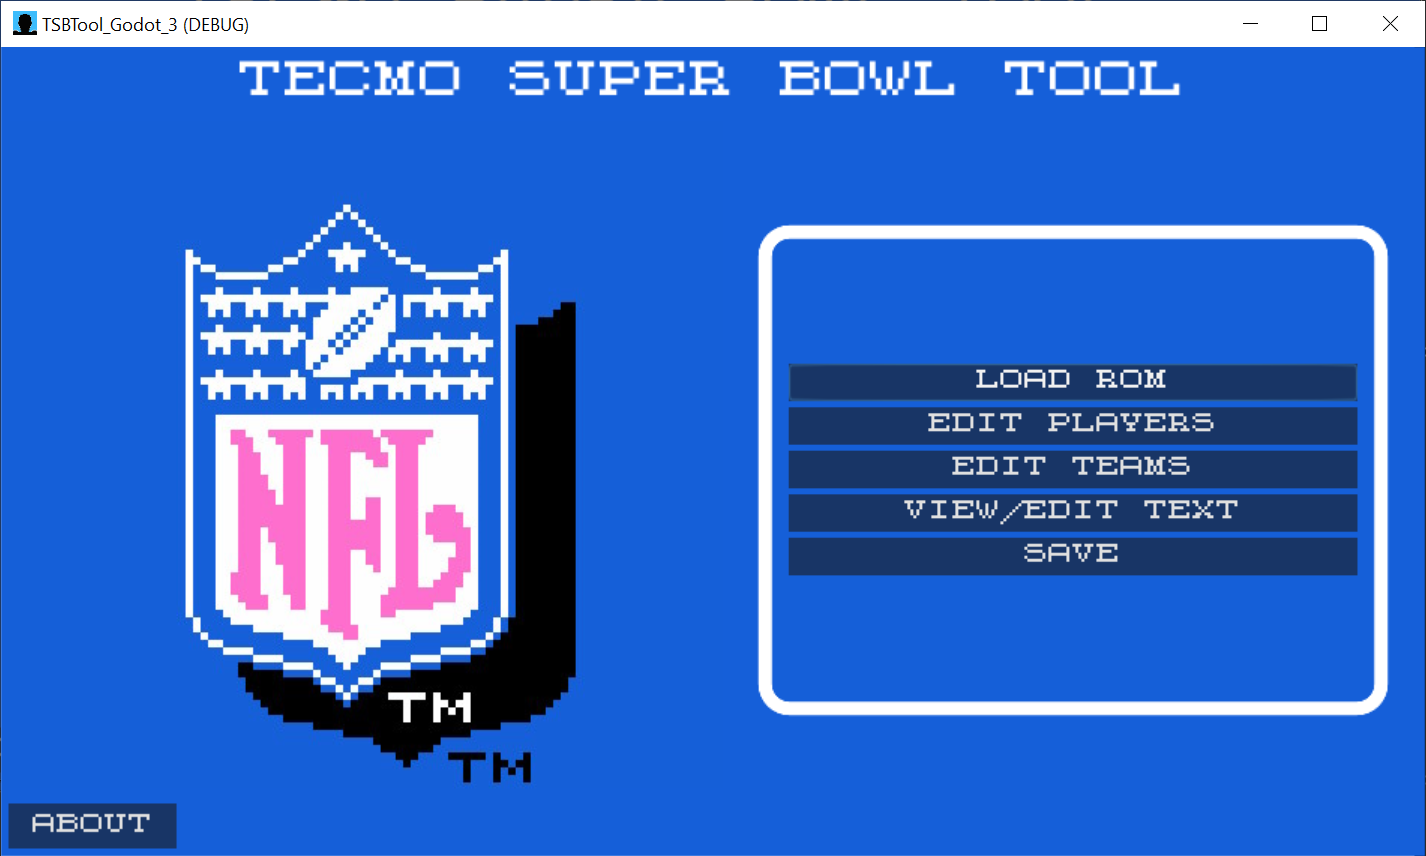 TSBTool_Godot_3 (DEBUG)
TECMO SUPER BOWL TOOL
NFL
TM
TM
LOAD ROM
EDIT PLAYERS
EDIT TEAMS
VIEW/EDIT TEXT
SAVE
ABOUT